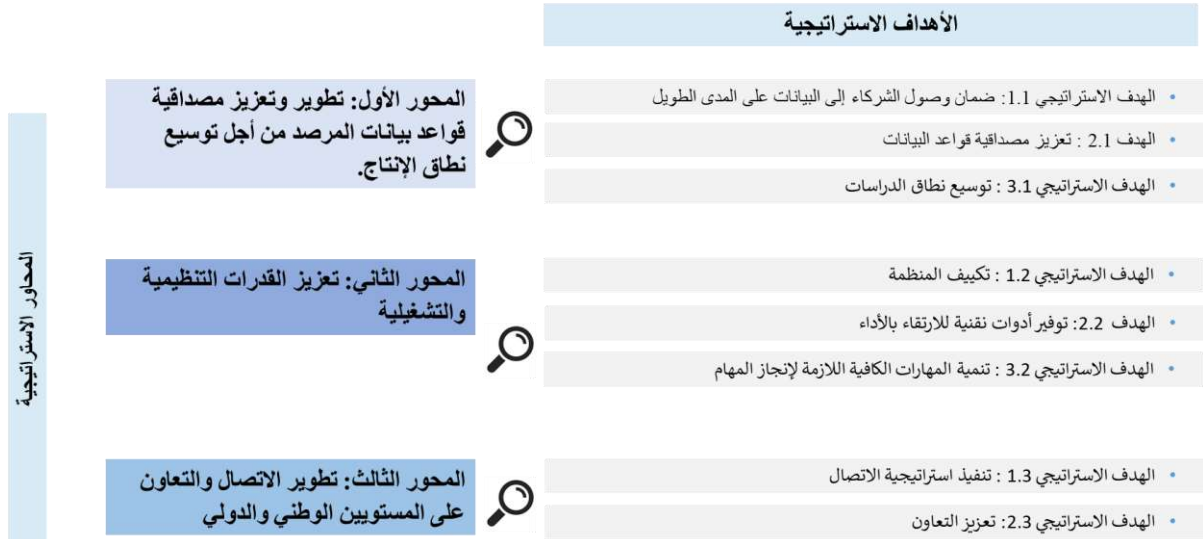 الأهداف الاستراتيجية
المحاور الاستراتيجية
المحور الأول: تطوير وتعزيز مصداقية
قواعد بيانات المرصد من أجل توسيع
نطاق الإنتاج.
• الهدف الاستراتيجي 1.1: ضمان وصول الشركاء إلى البيانات على المدى الطويل
• الهدف 2.1 : تعزيز مصداقية قواعد البيانات
• الهدف الاستراتيجي 3.1 : توسيع نطاق الدراسات
المحور الثاني: تعزيز القدرات التنظيمية
والتشغيلية
• الهدف الاستراتيجي 1.2 : تكييف المنظمة
• الهدف 2.2: توفير أدوات تقنية للارتقاء بالأداء
• الهدف الاستراتيجي 3.2 : تنمية المهارات الكافية اللازمة لإنجاز المهام
المحور الثالث: تطوير الاتصال والتعاون
على المستويين الوطني والدولي
• الهدف الاستراتيجي 1.3 : تنفيذ استراتيجية الاتصال
• الهدف الاستراتيجي 2.3: تعزيز التعاون